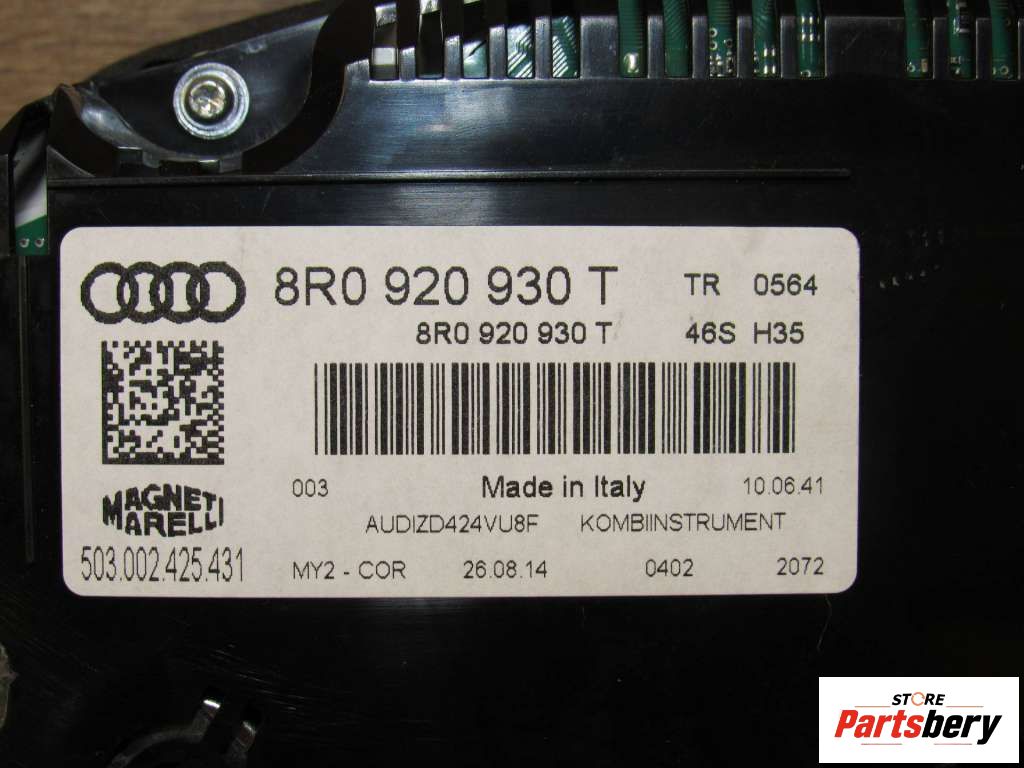 8R0 920 930 T TR 0564
8R0 920 930 T 46S H35
003 Made in Italy 10.06.41
MAGNETI
MARELLI
AUDIZD424VU8F KOMBIINSTRUMENT
503.002.425.431
MY2 - COR 26.08.14 0402 2072
STORE
Partsbery